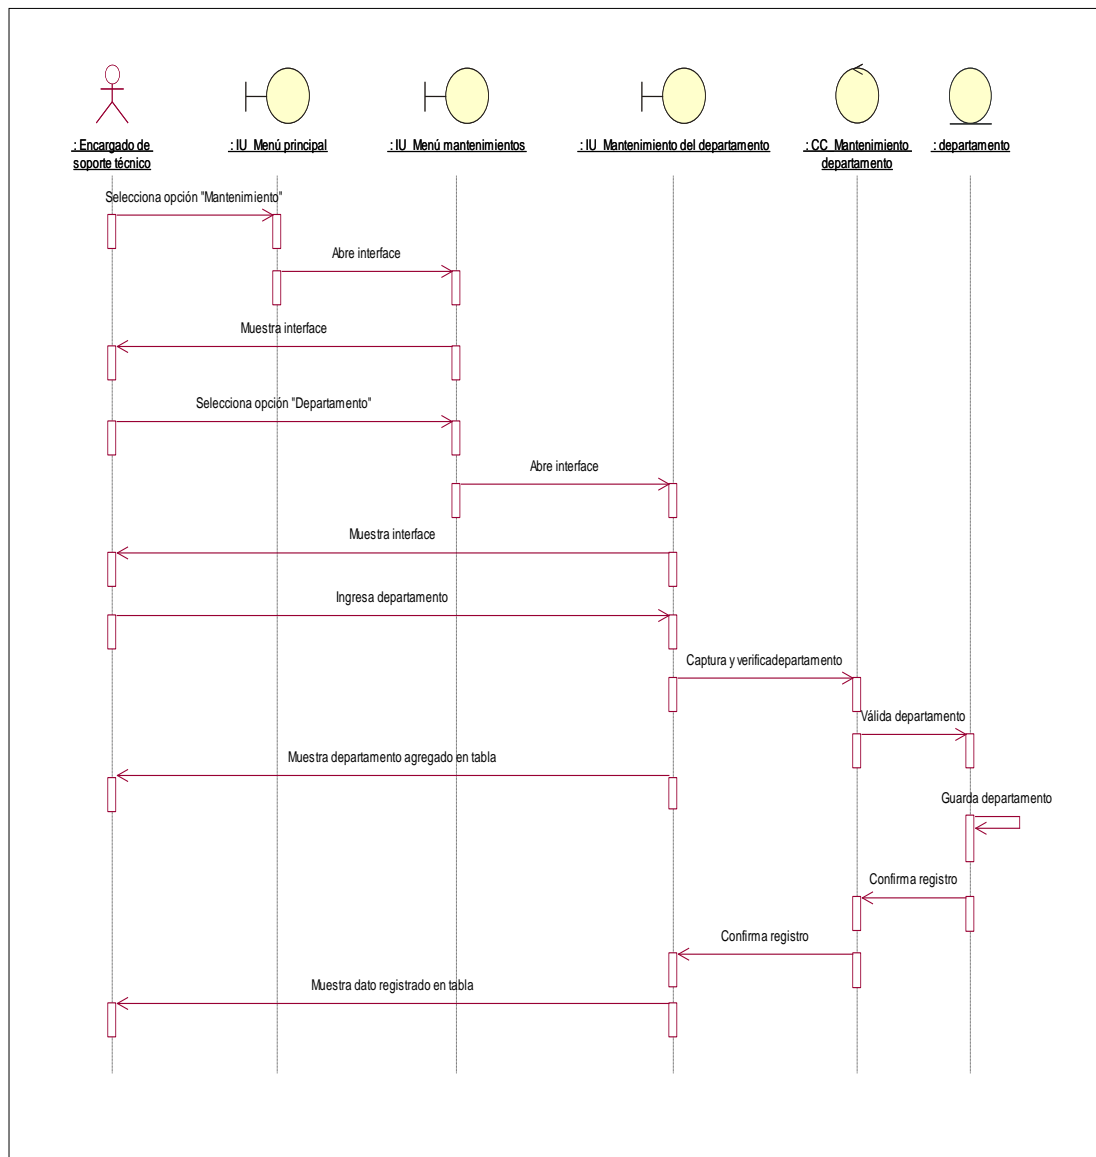 : Encargado de
soporte técnico
: IU_Menú principal
: IU_Menú mantenimientos
: IU_Mantenimiento del departamento
: CC_Mantenimiento
departamento
: departamento
Selecciona opción "Mantenimiento"
Abre interface
Muestra interface
Selecciona opción "Departamento"
Abre interface
Muestra interface
Ingresa departamento
Captura y verificadepartamento
Válida departamento
Muestra departamento agregado en tabla
Guarda departamento
Confirma registro
Confirma registro
Muestra dato registrado en tabla